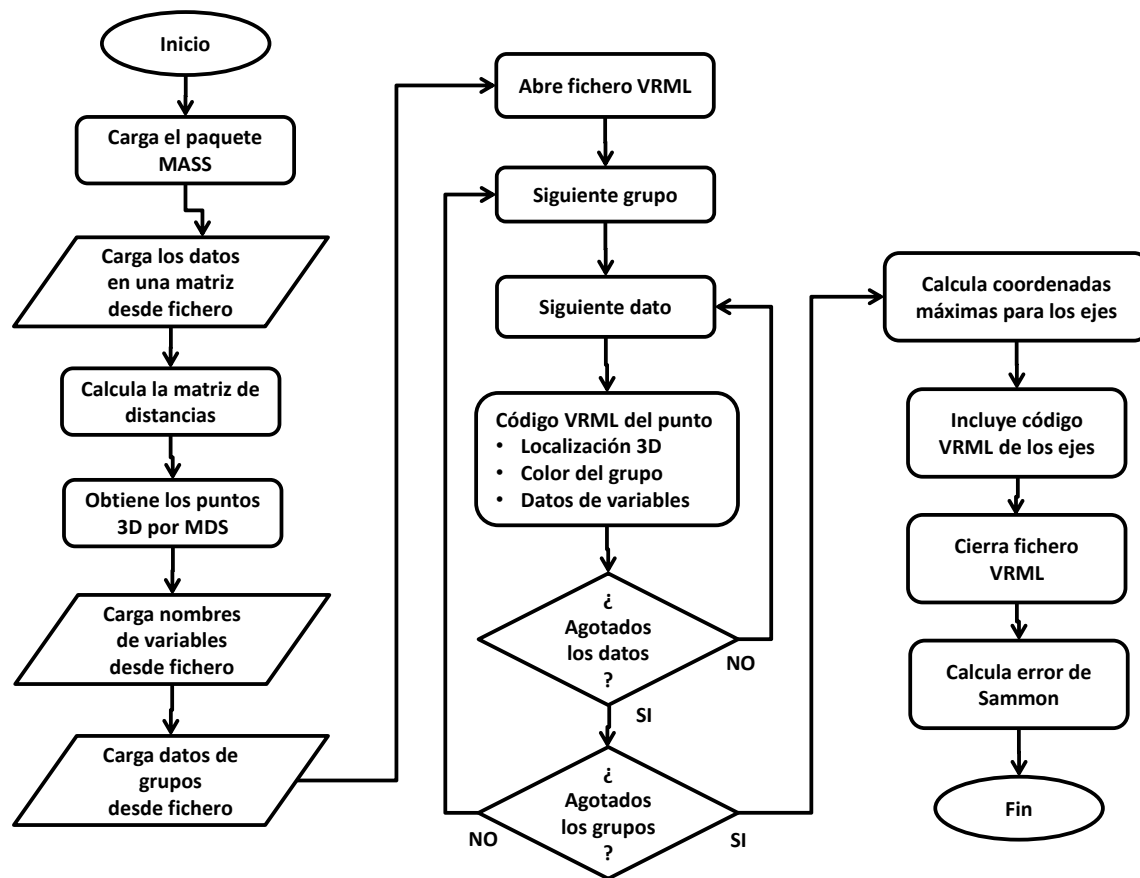 Inicio
Carga el paquete
MASS
Carga los datos
en una matriz
desde fichero
Calcula la matriz de
distancias
Obtiene los puntos
3D por MDS
Carga nombres
de variables
desde fichero
Carga datos de
grupos
desde fichero
Abre fichero VRML
Siguiente grupo
Siguiente dato
Código VRML del punto
• Localización 3D
• Color del grupo
• Datos de variables
¿
Agotados
los datos
?
NO
SI
¿
Agotados
los grupos
?
NO
SI
Calcula coordenadas
máximas para los ejes
Incluye código
VRML de los ejes
Cierra fichero
VRML
Calcula error de
Sammon
Fin